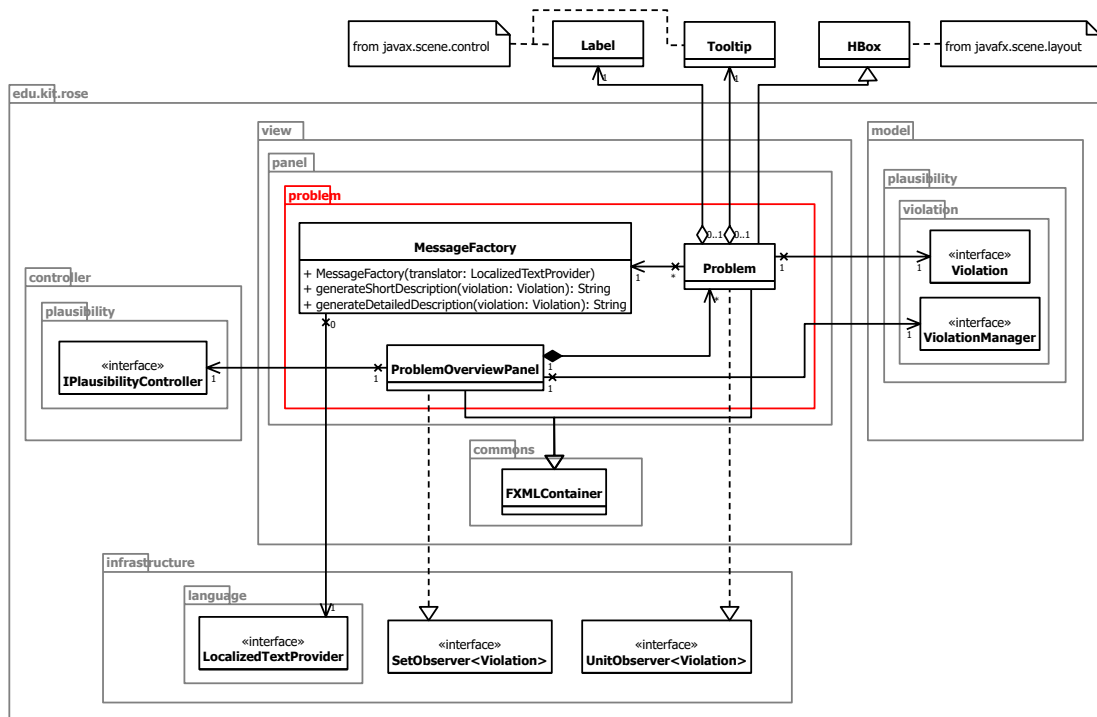 from javax.scene.control
Label
Tooltip
HBox
from javafx.scene.layout
1
1
edu.kit.rose
view
model
panel
plausibility
problem
violation
MessageFactory
+ MessageFactory(translator: LocalizedTextProvider)
+ generateShortDescription(violation: Violation): String
+ generateDetailedDescription(violation: Violation): String
0..1
0..1
Problem
1
*
1
1
«interface»
Violation
controller
plausibility
«interface»
IPlausibilityController
1
0
*
«interface»
ViolationManager
1
ProblemOverviewPanel
1
1
1
commons
FXMLContainer
infrastructure
language
1
«interface»
LocalizedTextProvider
«interface»
SetObserver<Violation>
«interface»
UnitObserver<Violation>